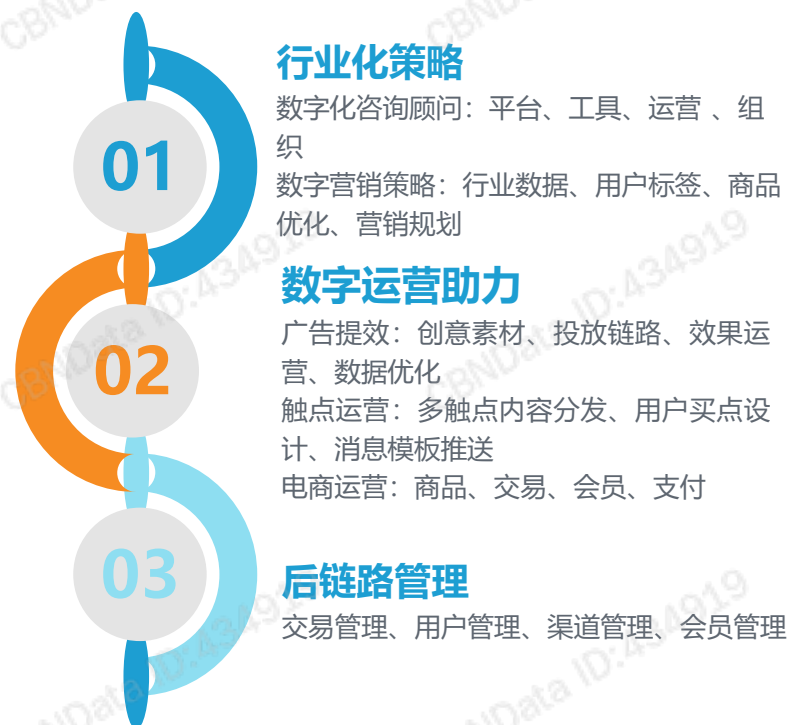 CBNData ID:434919
01
行业化策略
数字化咨询顾问：平台、工具、运营 、组
织
数字营销策略：行业数据、用户标签、商品
优化、营销规划
02
数字运营助力
广告提效：创意素材、投放链路、效果运
营、数据优化
触点运营：多触点内容分发、用户买点设
计、消息模板推送
电商运营：商品、交易、会员、支付
03
后链路管理
交易管理、用户管理、渠道管理、会员管理